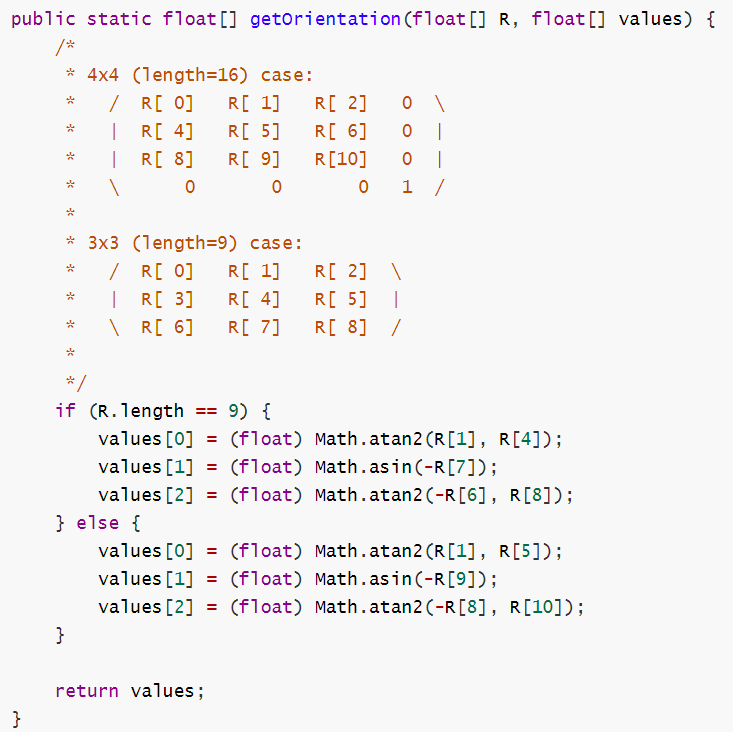 public static float[] getOrientation(float[] R, float[] values) {
    /*
     * 4x4 (length=16) case:
     *   /  R[ 0]   R[ 1]   R[ 2]   0  \
     *   |  R[ 4]   R[ 5]   R[ 6]   0  |
     *   |  R[ 8]   R[ 9]   R[10]   0  |
     *   \      0       0       0   1  /
     *
     * 3x3 (length=9) case:
     *   /  R[ 0]   R[ 1]   R[ 2]  \
     *   |  R[ 3]   R[ 4]   R[ 5]  |
     *   \  R[ 6]   R[ 7]   R[ 8]  /
     *
     */
    if (R.length == 9) {
        values[0] = (float) Math.atan2(R[1], R[4]);
        values[1] = (float) Math.asin(-R[7]);
        values[2] = (float) Math.atan2(-R[6], R[8]);
    } else {
        values[0] = (float) Math.atan2(R[1], R[5]);
        values[1] = (float) Math.asin(-R[9]);
        values[2] = (float) Math.atan2(-R[8], R[10]);
    }

    return values;
}